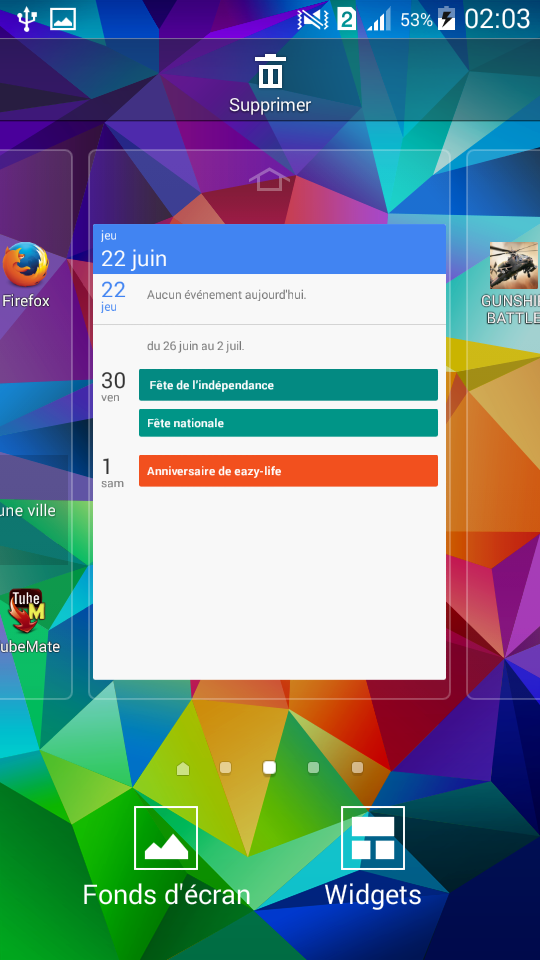 2
53%
02:03
Supprimer
jeu
22 juin
22
jeu
Aucun événement aujourd'hui.
du 26 juin au 2 juil.
30
ven
Fête de l'indépendance
Fête nationale
1
sam
Anniversaire de eazy-life
Firefox
une ville
Tube
M
ubeMate
GUNSHI
BATTLE
Fonds d'écran
Widgets